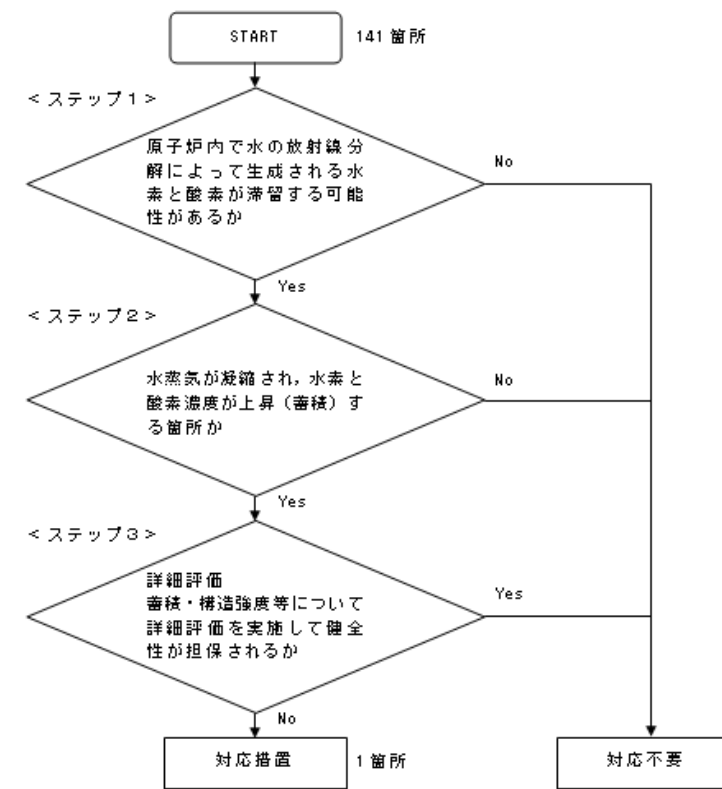 START
141箇所
<ステップ1>
原子炉内で水の放射線分
解によって生成される水
素と酸素が滞留する可能
性があるか
No
Yes
<ステップ2>
水蒸気が凝縮され,水素と
酸素濃度が上昇(蓄積)す
る箇所か
No
Yes
<ステップ3>
詳細評価
蓄積・構造強度等について
詳細評価を実施して健全
性が担保されるか
Yes
No
対応措置
1箇所
対応不要